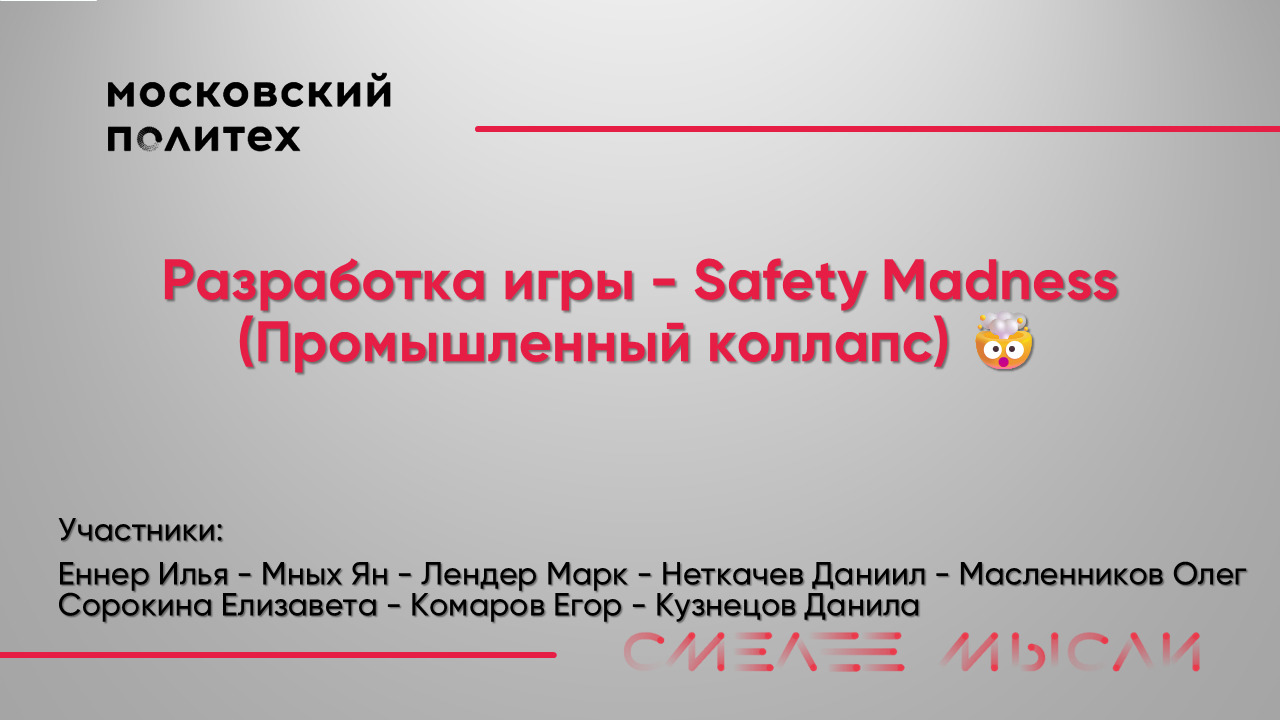 московский
политех
Разработка игры - Safety Madness
(Промышленный коллапс) 🤯
Участники:
Еннер Илья - Мных Ян - Лендер Марк - Неткачев Даниил - Масленников Олег
Сорокина Елизавета - Комаров Егор - Кузнецов Данила
СМЕЛЕЕ МЫСЛИ